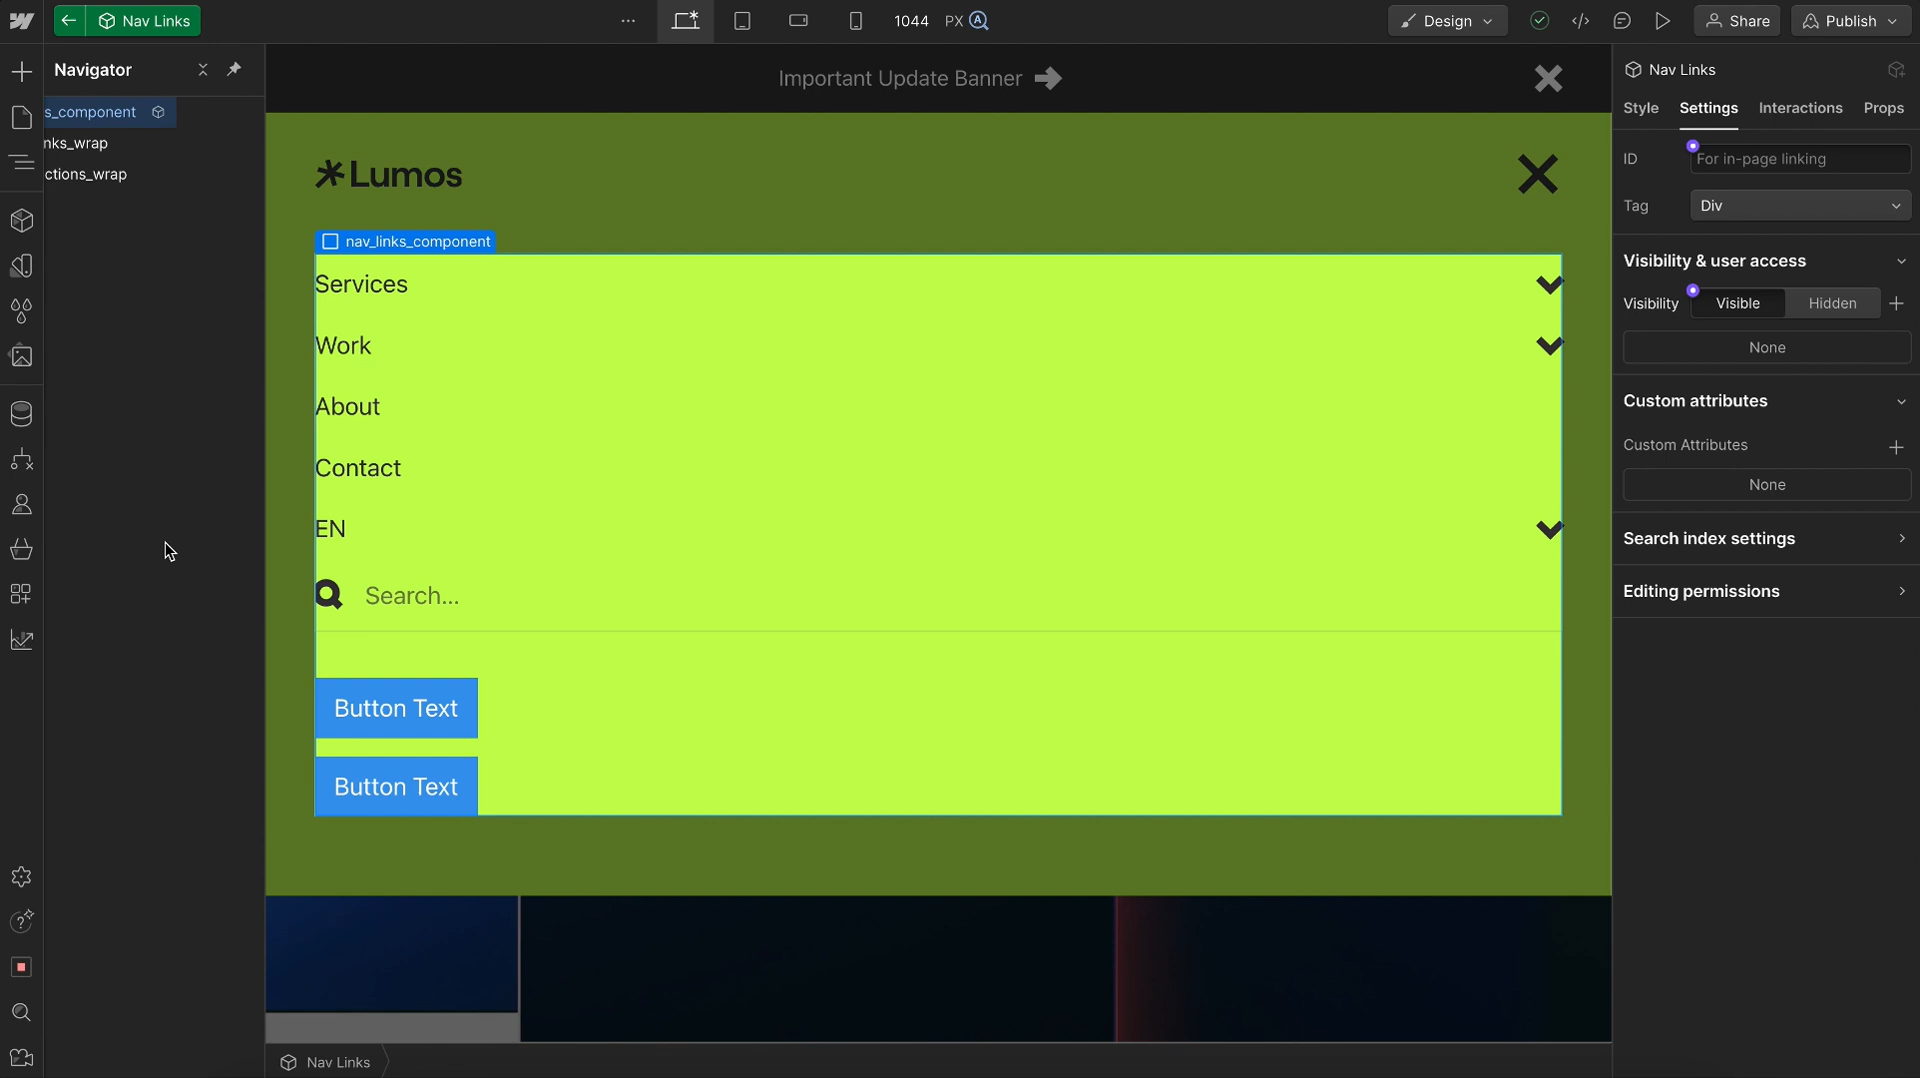 Nav Links
1044 PX
Design
Share
Publish
Navigator
s_component
nks_wrap
ctions_wrap
Important Update Banner
Lumos
nav_links_component
Services
Work
About
Contact
EN
Search...
Button Text
Button Text
Nav Links
Nav Links
Style Settings Interactions Props
ID For in-page linking
Tag Div
Visibility & user access
Visibility Visible Hidden
None
Custom attributes
Custom Attributes
None
Search index settings
Editing permissions